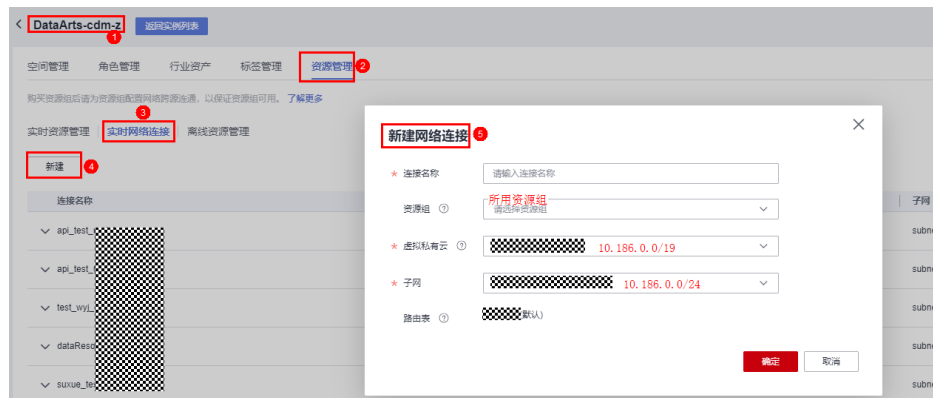 DataArts-cdm-z 返回实例列表
1
空间管理 角色管理 行业资产 标签管理 资源管理 2
购买资源组后请为资源组配置网络跨源连通，以保证资源组可用。了解更多
3
实时资源管理 实时网络连接 离线资源管理
新建 4
连接名称
api_test_
api_test_
test_wyj_
dataReso
suxue_te
新建网络连接 5
* 连接名称 请输入连接名称
所用资源组
资源组 请选择资源组
* 虚拟私有云 10.186.0.0/19
* 子网 10.186.0.0/24
路由表 默认)
确定 取消
子网
subne
subne
subne
subne
subne